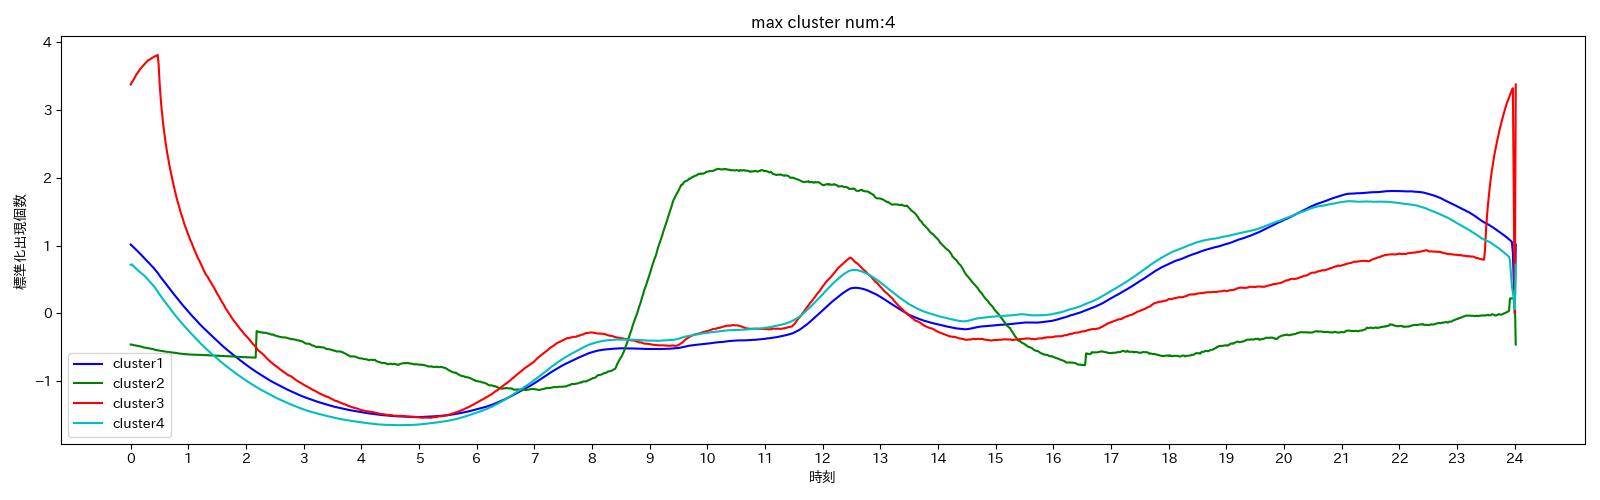 max cluster num:4
標準化出現個数
4
3
2
1
0
−1
cluster1
cluster2
cluster3
cluster4
0 1 2 3 4 5 6 7 8 9 10 11 12 13 14 15 16 17 18 19 20 21 22 23 24
時刻